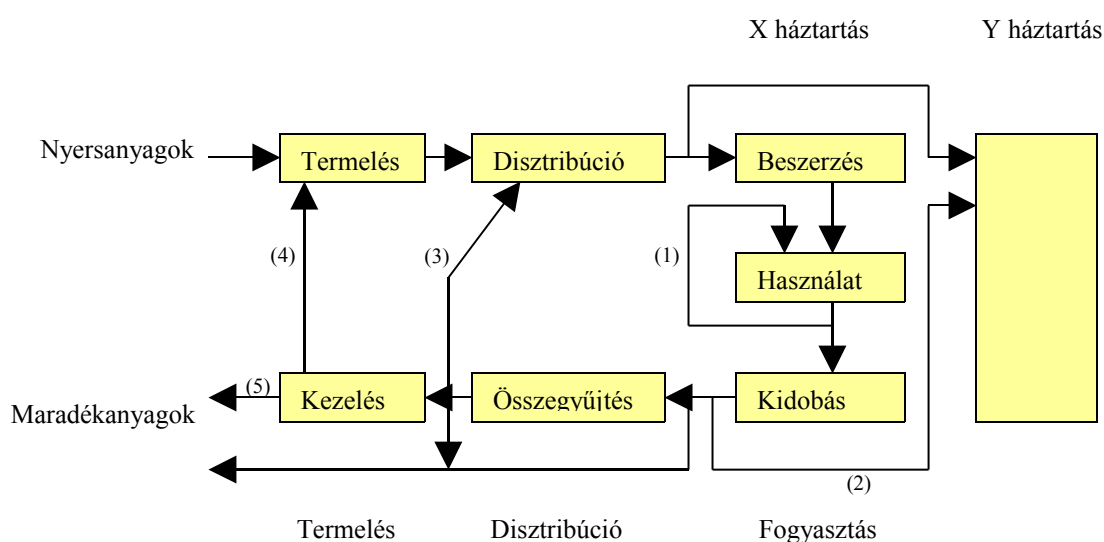 X háztartás
Y háztartás
Nyersanyagok
Termelés
Disztribúció
Beszerzés
(4)
(3)
(1)
Használat
(5)
Kezelés
Összegyűjtés
Kidobás
Maradékanyagok
(2)
Termelés
Disztribúció
Fogyasztás